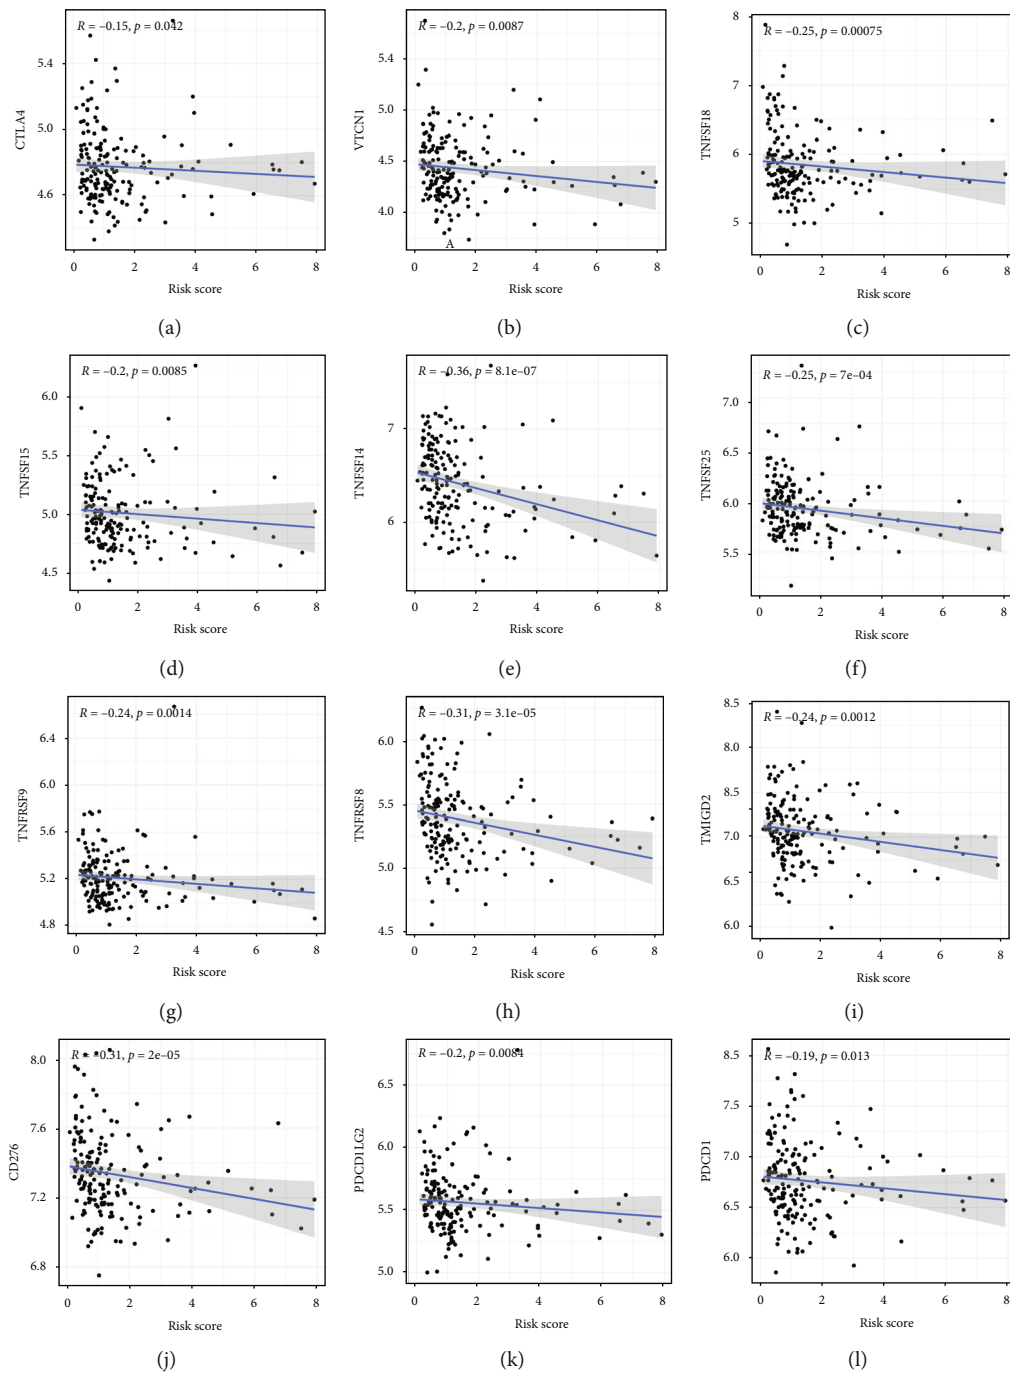 R = –0.15, p = 0.042
5.4
5.0
4.6
CTLA4
0 2 4 6 8
Risk score
(a)
R = –0.2, p = 0.0087
5.4
5.0
4.5
4.0
VTCN1
A
0 2 4 6 8
Risk score
(b)
R = –0.25, p = 0.00075
8
7
6
5
TNFSF18
0 2 4 6 8
Risk score
(c)
R = –0.2, p = 0.0085
6.0
5.5
5.0
4.5
TNFSF15
0 2 4 6 8
Risk score
(d)
R = –0.36, p = 8.1e–07
7
6
TNFSF14
0 2 4 6 8
Risk score
(e)
R = –0.25, p = 7e–04
7.0
6.5
6.0
5.5
TNFSF25
0 2 4 6 8
Risk score
(f)
R = –0.24, p = 0.0014
6.4
6.0
5.6
5.2
4.8
TNFRSF9
0 2 4 6 8
Risk score
(g)
R = –0.31, p = 3.1e–05
6.0
5.5
5.0
4.5
TNFRSF8
0 2 4 6 8
Risk score
(h)
R = –0.24, p = 0.0012
8.5
8.0
8.5
7.0
6.5
6.0
TMIGD2
0 2 4 6 8
Risk score
(i)
R = –0.31, p = 2e–05
8.0
7.6
7.2
6.8
CD276
0 2 4 6 8
Risk score
(j)
R = –0.2, p = 0.0084
6.5
6.0
5.5
5.0
PDCD1LG2
0 2 4 6 8
Risk score
(k)
R = –0.19, p = 0.013
8.5
7.0
6.5
6.0
PDCD1
0 2 4 6 8
Risk score
(l)